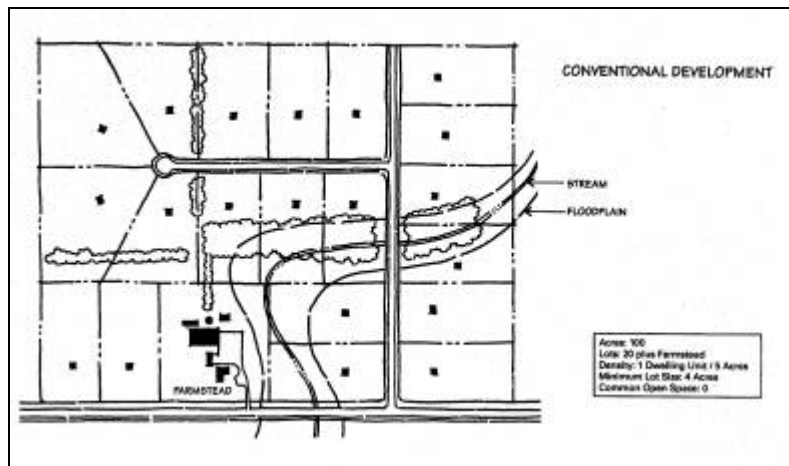 CONVENTIONAL DEVELOPMENT
STREAM
FLOODPLAIN
FARMSTEAD
Acres: 100
Lots: 20 plus Farmstead
Density: 1 Dwelling Unit / 5 Acres
Minimum Lot Size: 4 Acres
Common Open Space: 0